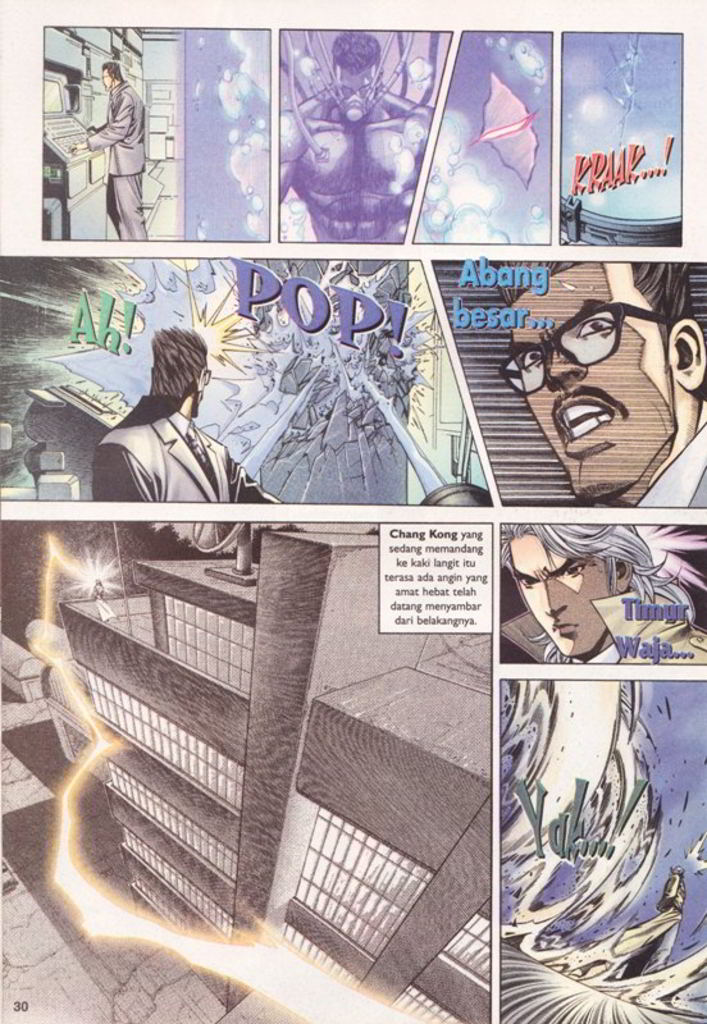 KRAAK....!
Ah!
POP!
Abang
besar...
Chang Kong yang
sedang memandang
ke kaki langit itu
terasa ada angin yang
amat hebat telah
datang menyambar
dari belakangnya.
Timur
Waja...
Yak....!
30